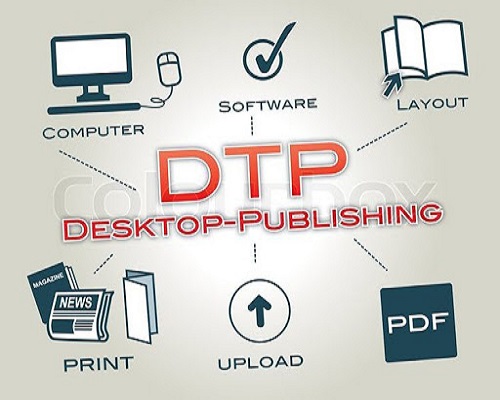 COMPUTER
SOFTWARE
LAYOUT
DTP
DESKTOP-PUBLISHING
MAGAZINE
NEWS
PRINT
UPLOAD
PDF